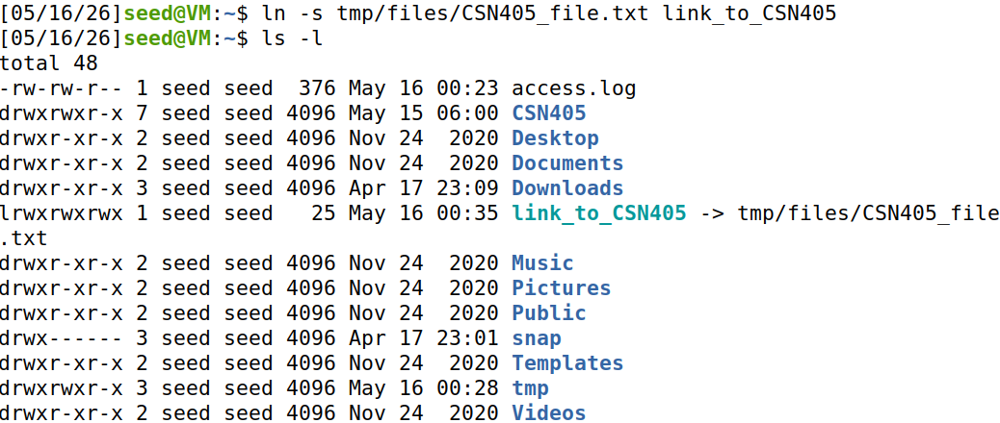 [05/16/26]seed@VM:~$ ln -s tmp/files/CSN405_file.txt link_to_CSN405
[05/16/26]seed@VM:~$ ls -l
total 48
-rw-rw-r-- 1 seed seed  376 May 16 00:23 access.log
drwxrwxr-x 7 seed seed 4096 May 15 06:00 CSN405
drwxr-xr-x 2 seed seed 4096 Nov 24  2020 Desktop
drwxr-xr-x 2 seed seed 4096 Nov 24  2020 Documents
drwxr-xr-x 3 seed seed 4096 Apr 17 23:09 Downloads
lrwxrwxrwx 1 seed seed   25 May 16 00:35 link_to_CSN405 -> tmp/files/CSN405_file
.txt
drwxr-xr-x 2 seed seed 4096 Nov 24  2020 Music
drwxr-xr-x 2 seed seed 4096 Nov 24  2020 Pictures
drwxr-xr-x 2 seed seed 4096 Nov 24  2020 Public
drwx------ 3 seed seed 4096 Apr 17 23:01 snap
drwxr-xr-x 2 seed seed 4096 Nov 24  2020 Templates
drwxrwxr-x 3 seed seed 4096 May 16 00:28 tmp
drwxr-xr-x 2 seed seed 4096 Nov 24  2020 Videos